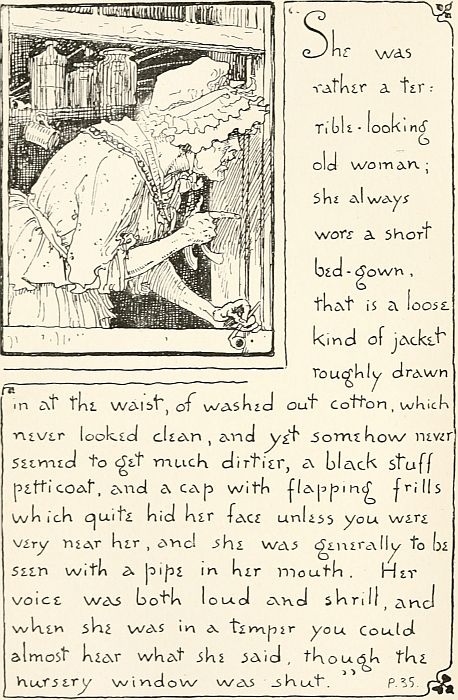 "She was
rather a ter:
rible-looking
old woman;
she always
wore a short
bed-gown,
that is a loose
kind of jacket
roughly drawn
in at the waist, of washed out cotton, which
never looked clean, and yet somehow never
seemed to get much dirtier, a black stuff
petticoat, and a cap with flapping frills
which quite hid her face unless you were
very near her, and she was generally to be
seen with a pipe in her mouth. Her
voice was both loud and shrill, and
when she was in a temper you could
almost hear what she said, though the
nursery window was shut." P. 35.